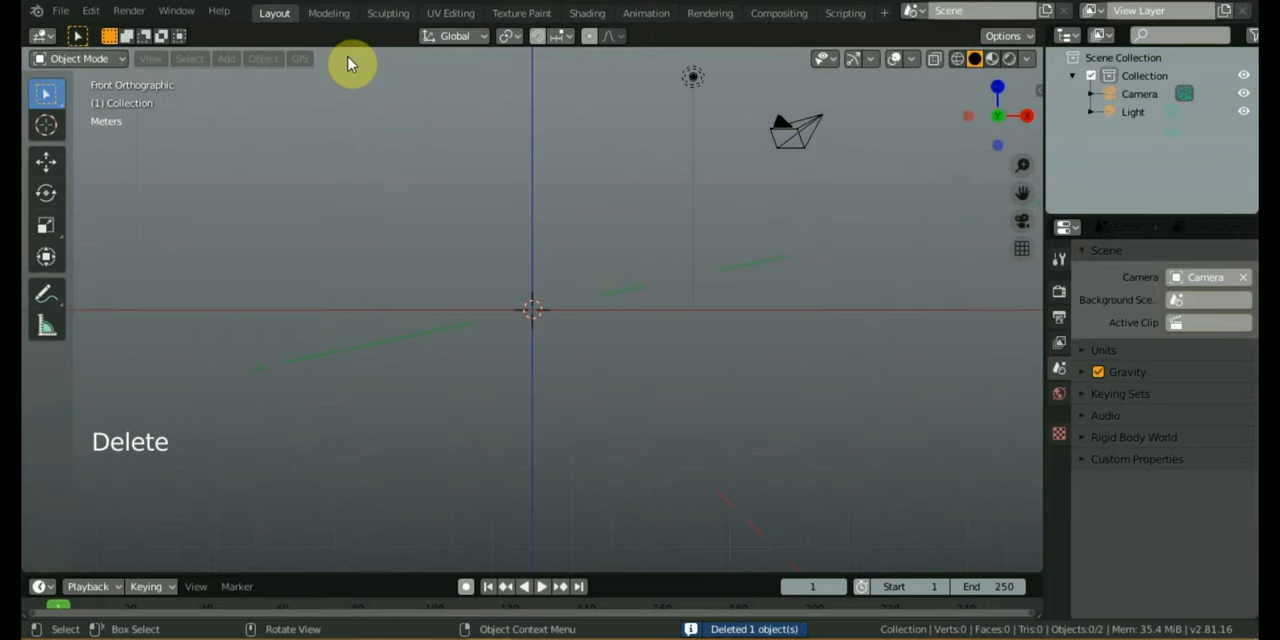 File Edit Render Window Help Layout Modeling Sculpting UV Editing Texture Paint Shading Animation Rendering Compositing Scripting + Scene View Layer
Global Options
Object Mode View Select Add Object GIS
Front Orthographic
(1) Collection
Meters
Scene Collection
Collection
Camera
Light
Scene
Camera Camera
Background Sce..
Active Clip
Units
Gravity
Keying Sets
Audio
Rigid Body World
Custom Properties
Delete
Playback Keying View Marker 1 Start 1 End 250
1
Select Box Select Rotate View Object Context Menu Deleted 1 object(s) Collection | Verts:0 | Faces:0 | Tris:0 | Objects:0/2 | Mem: 35.4 MiB | v2.81.16